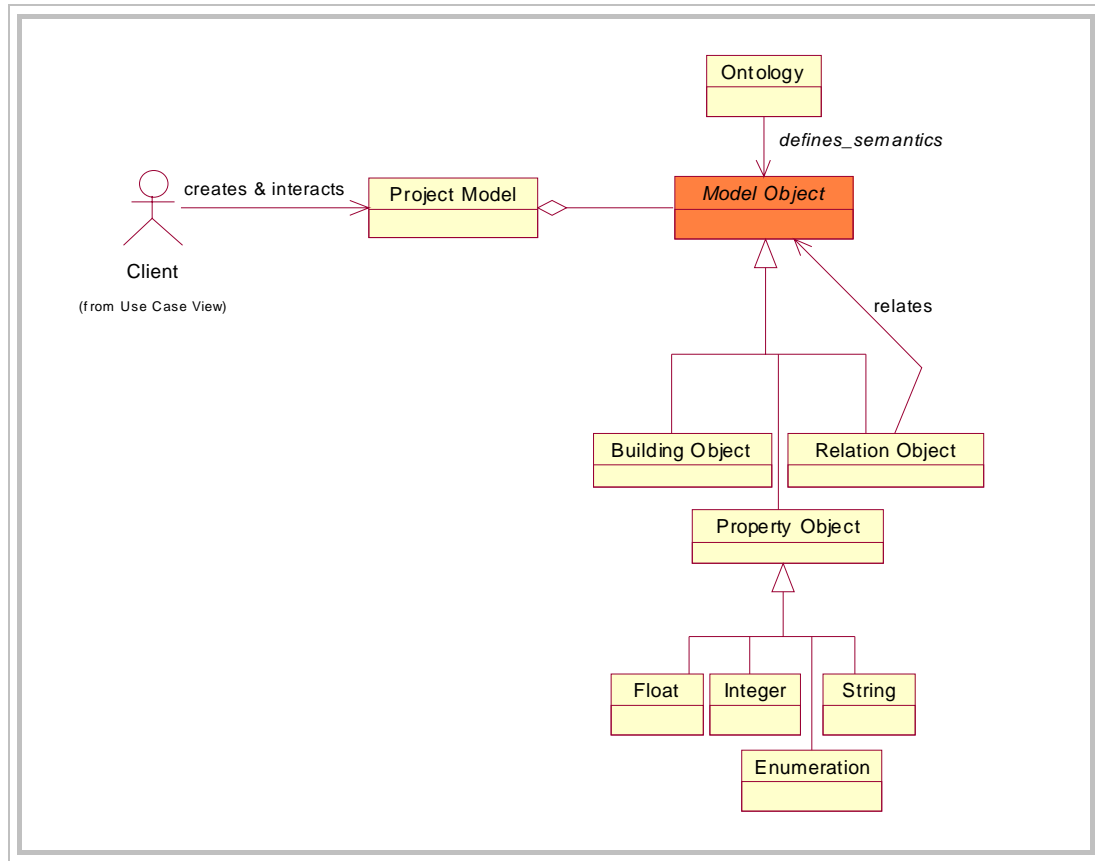 Ontology
defines_semantics
creates & interacts
Project Model
Model Object
Client
(from Use Case View)
relates
Building Object
Relation Object
Property Object
Float
Integer
String
Enumeration